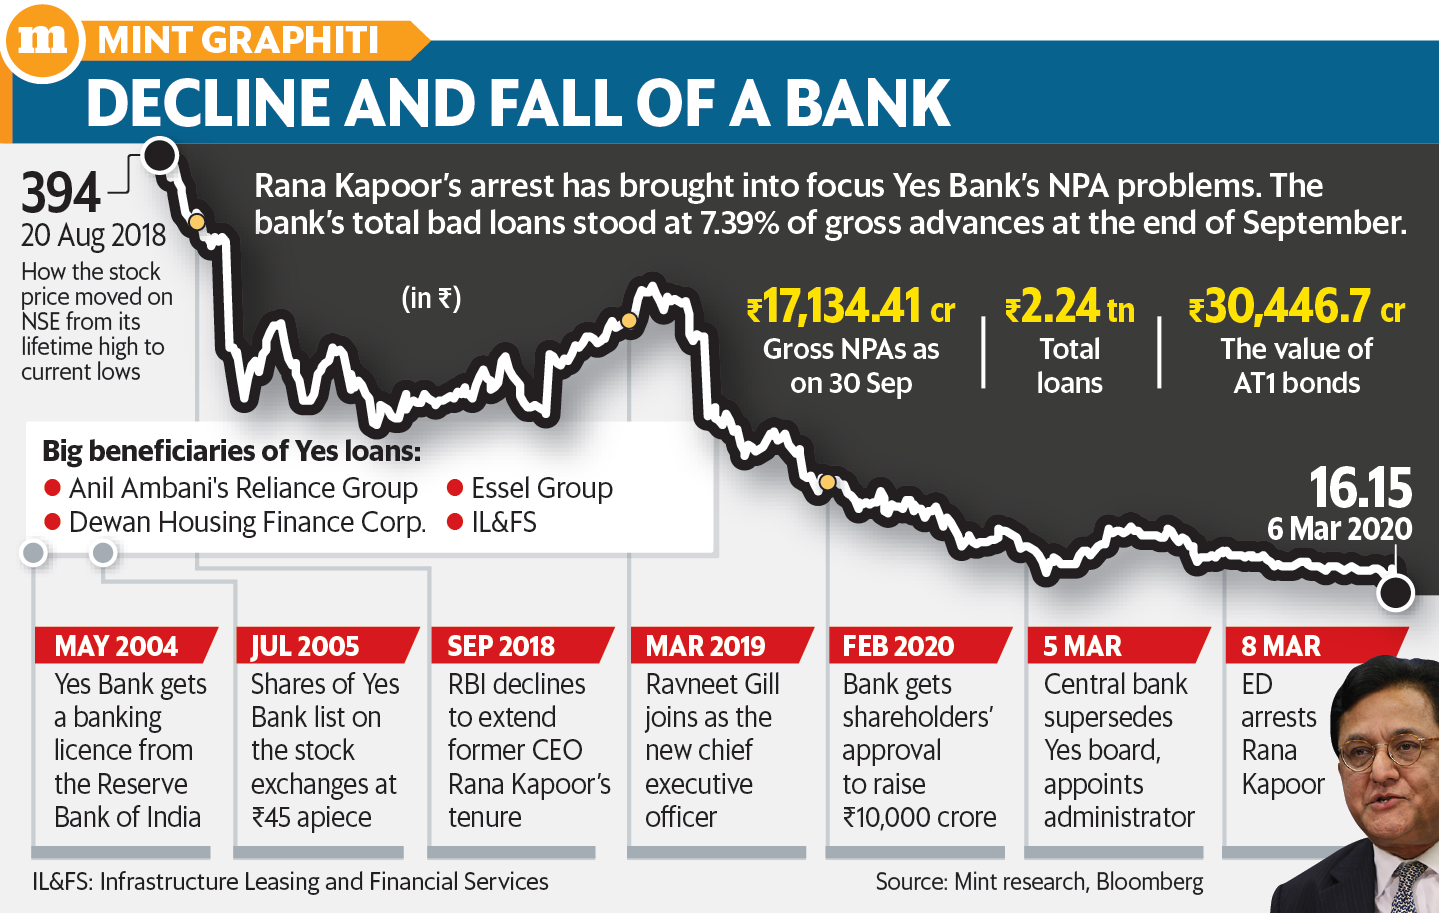 m MINT GRAPHITI
DECLINE AND FALL OF A BANK
394
20 Aug 2018
How the stock
price moved on
NSE from its
lifetime high to
current lows
Rana Kapoor's arrest has brought into focus Yes Bank's NPA problems. The
bank's total bad loans stood at 7.39% of gross advances at the end of September.
(in ₹)
₹17,134.41 cr
Gross NPAs as
on 30 Sep
₹2.24 tn
Total
loans
₹30,446.7 cr
The value of
AT1 bonds
16.15
6 Mar 2020
Big beneficiaries of Yes loans:
● Anil Ambani's Reliance Group
● Essel Group
● Dewan Housing Finance Corp.
● IL&FS
MAY 2004
Yes Bank gets
a banking
licence from
the Reserve
Bank of India
JUL 2005
Shares of Yes
Bank list on
the stock
exchanges at
₹45 apiece
SEP 2018
RBI declines
to extend
former CEO
Rana Kapoor's
tenure
MAR 2019
Ravneet Gill
joins as the
new chief
executive
officer
FEB 2020
Bank gets
shareholders'
approval
to raise
₹10,000 crore
5 MAR
Central bank
supersedes
Yes board,
appoints
administrator
8 MAR
ED
arrests
Rana
Kapoor
IL&FS: Infrastructure Leasing and Financial Services
Source: Mint research, Bloomberg